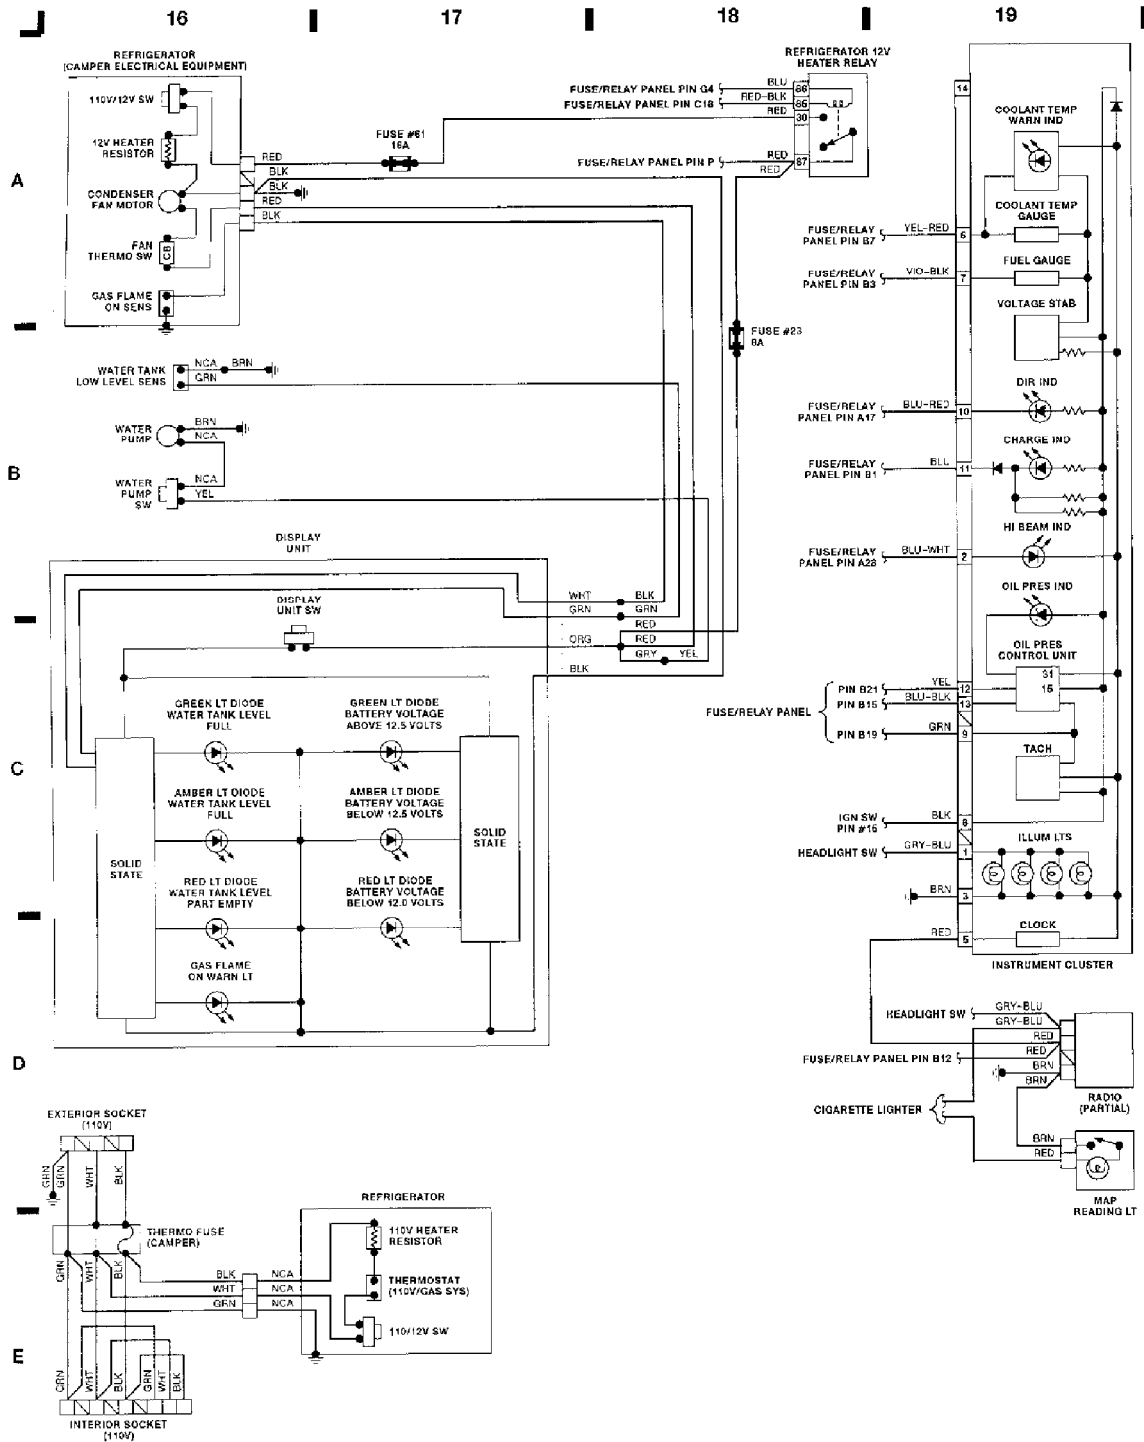 16
17
18
19
A
B
C
D
E
REFRIGERATOR
(CAMPER ELECTRICAL EQUIPMENT)
110V/12V SW
12V HEATER
RESISTOR
CONDENSER
FAN MOTOR
FAN
THERMO SW
CB
GAS FLAME
ON SENS
RED
BLK
BLK
RED
BLK
FUSE #61
16A
REFRIGERATOR 12V
HEATER RELAY
FUSE/RELAY PANEL PIN G4
BLU
86
FUSE/RELAY PANEL PIN C18
RED-BLK
85
RED
30
FUSE/RELAY PANEL PIN P
RED
87
RED
FUSE #23
8A
WATER TANK
LOW LEVEL SENS
NCA
BRN
GRN
WATER
PUMP
BRN
NCA
WATER
PUMP
SW
NCA
YEL
DISPLAY
UNIT
DISPLAY
UNIT SW
WHT
BLK
GRN
GRN
RED
ORG
RED
GRY
YEL
BLK
GREEN LT DIODE
WATER TANK LEVEL
FULL
GREEN LT DIODE
BATTERY VOLTAGE
ABOVE 12.5 VOLTS
AMBER LT DIODE
WATER TANK LEVEL
FULL
AMBER LT DIODE
BATTERY VOLTAGE
BELOW 12.5 VOLTS
SOLID
STATE
SOLID
STATE
RED LT DIODE
WATER TANK LEVEL
PART EMPTY
RED LT DIODE
BATTERY VOLTAGE
BELOW 12.0 VOLTS
GAS FLAME
ON WARN LT
14
COOLANT TEMP
WARN IND
COOLANT TEMP
GAUGE
FUSE/RELAY
PANEL PIN B7
YEL-RED
6
FUEL GAUGE
FUSE/RELAY
PANEL PIN B3
VIO-BLK
7
VOLTAGE STAB
DIR IND
FUSE/RELAY
PANEL PIN A17
BLU-RED
10
CHARGE IND
FUSE/RELAY
PANEL PIN B1
BLU
11
HI BEAM IND
FUSE/RELAY
PANEL PIN A28
BLU-WHT
2
OIL PRES IND
OIL PRES
CONTROL UNIT
31
15
FUSE/RELAY PANEL
PIN B21
YEL
12
PIN B15
BLU-BLK
13
PIN B19
GRN
9
TACH
IGN SW
PIN #15
BLK
8
ILLUM LTS
HEADLIGHT SW
GRY-BLU
1
BRN
3
CLOCK
RED
5
INSTRUMENT CLUSTER
HEADLIGHT SW
GRY-BLU
GRY-BLU
RED
RED
FUSE/RELAY PANEL PIN B12
BRN
BRN
RADIO
(PARTIAL)
CIGARETTE LIGHTER
BRN
RED
MAP
READING LT
EXTERIOR SOCKET
(110V)
GRN
GRN
WHT
BLK
THERMO FUSE
(CAMPER)
GRN
WHT
BLK
REFRIGERATOR
110V HEATER
RESISTOR
BLK
NCA
WHT
NCA
GRN
NCA
THERMOSTAT
(110V/GAS SYS)
110/12V SW
GRN
WHT
BLK
GRN
WHT
BLK
INTERIOR SOCKET
(110V)